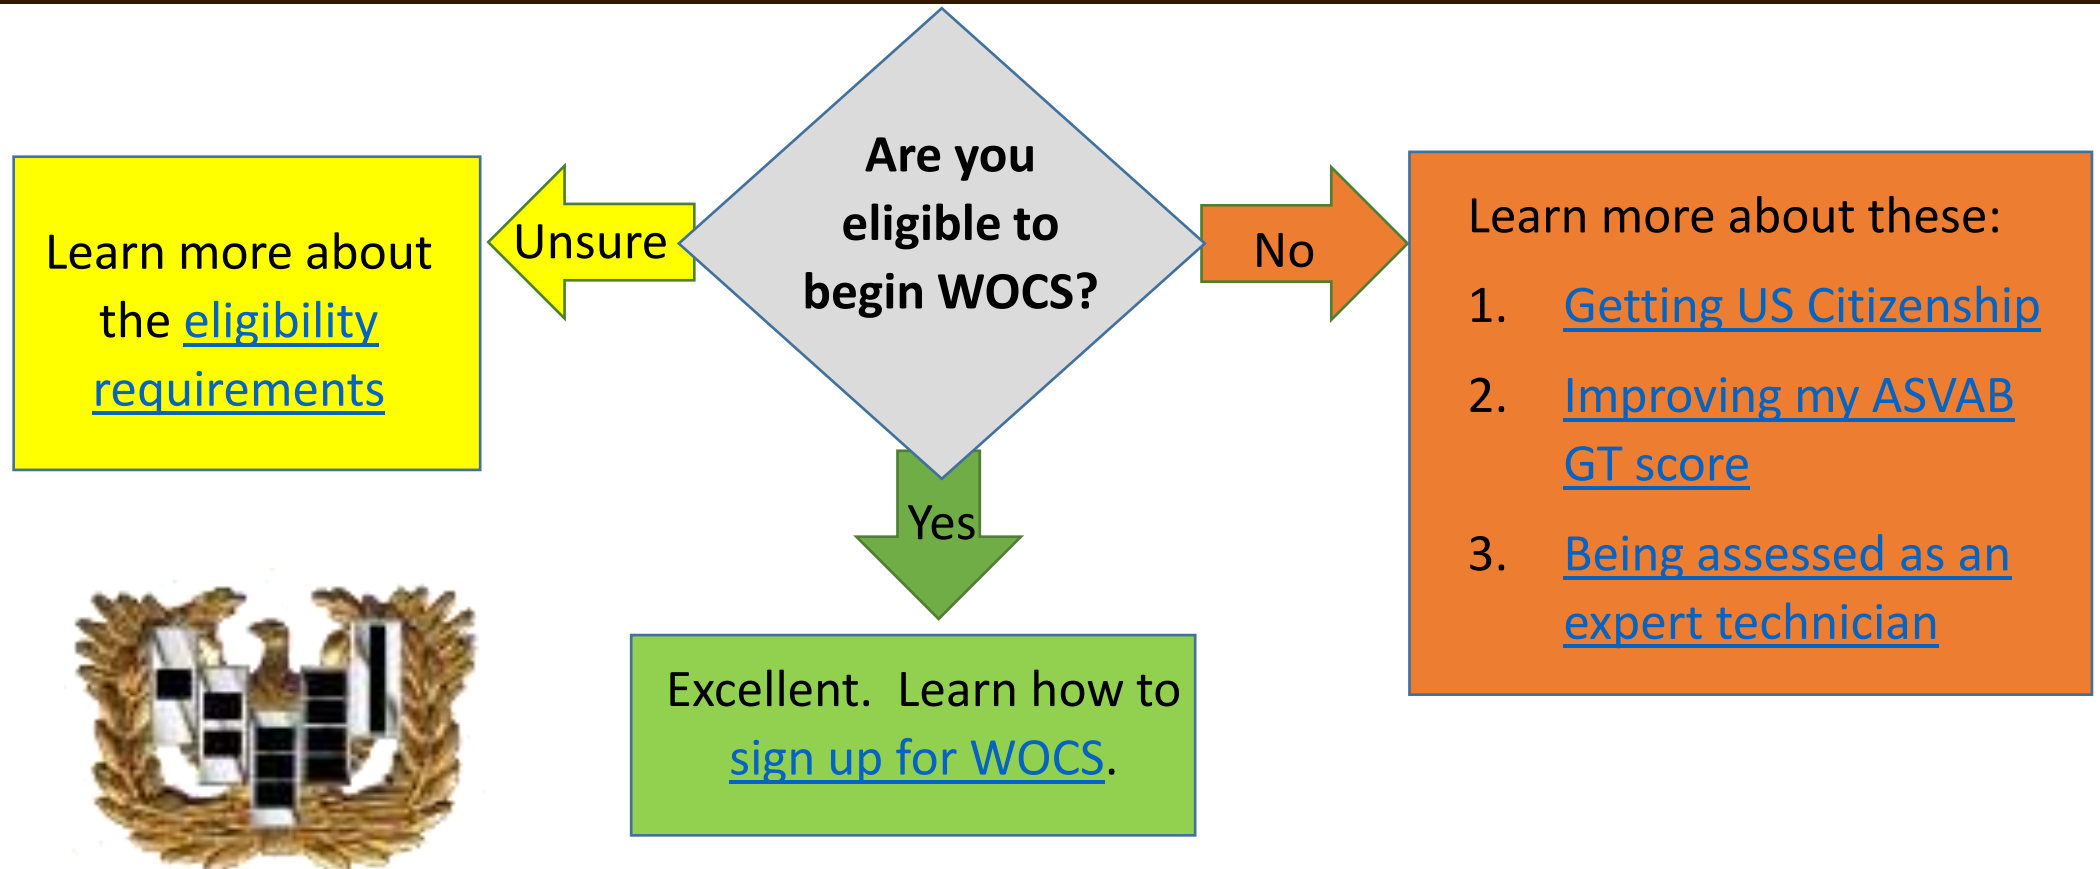 Are you
eligible to
begin WOCS?
Unsure
Learn more about
the eligibility
requirements
No
Learn more about these:
1. Getting US Citizenship
2. Improving my ASVAB
GT score
3. Being assessed as an
expert technician
Yes
Excellent.  Learn how to
sign up for WOCS.